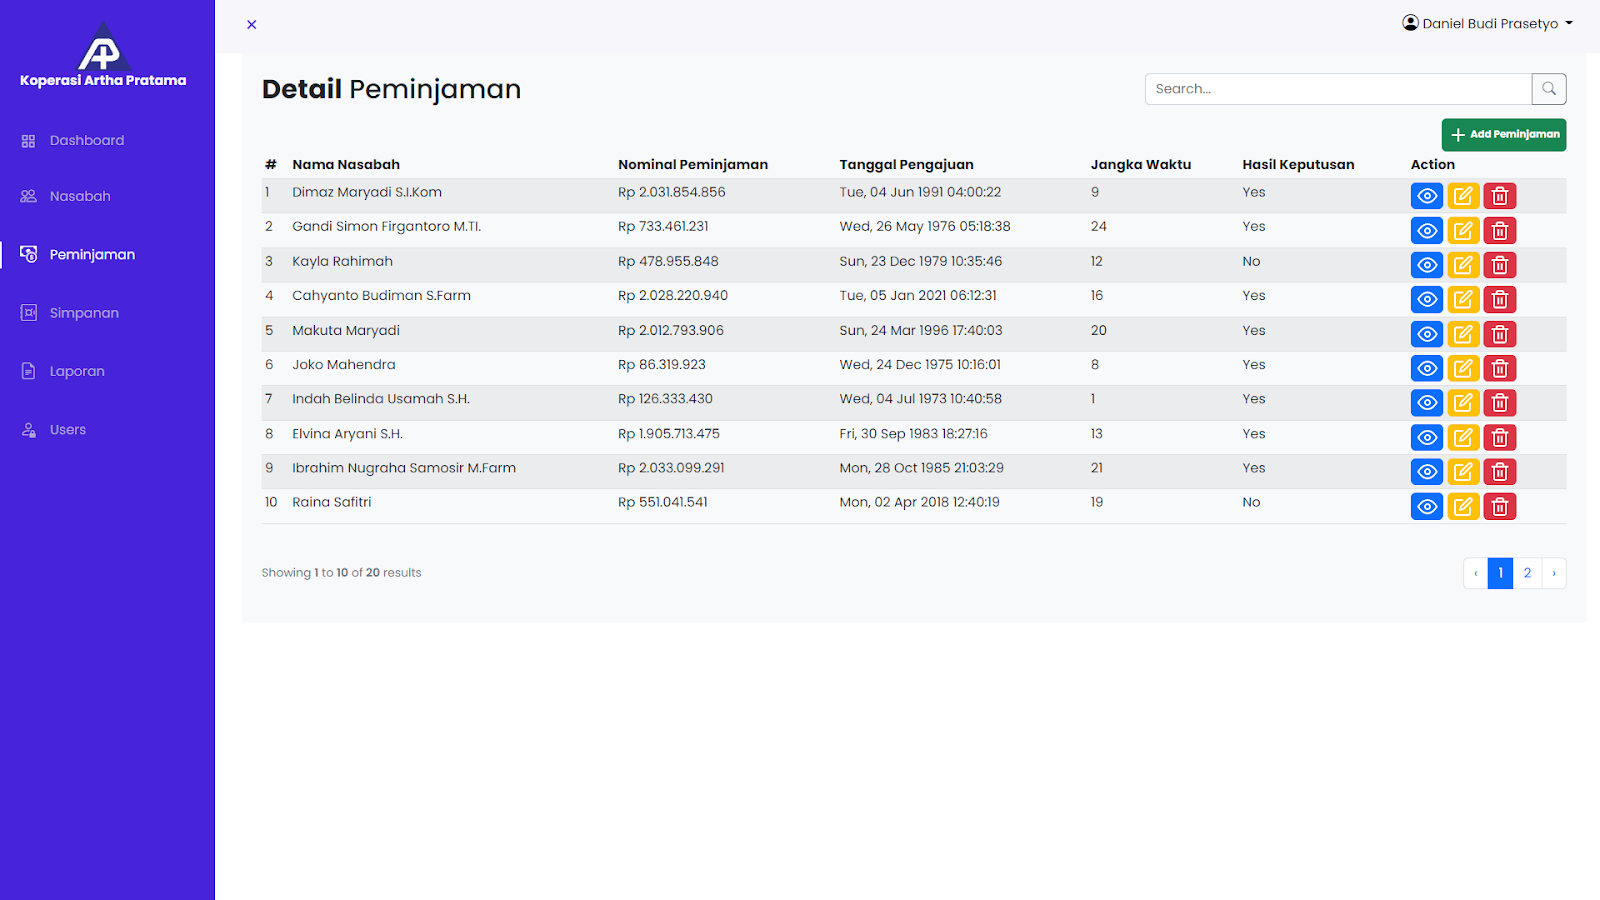 Koperasi Artha Pratama
Dashboard
Nasabah
Peminjaman
Simpanan
Laporan
Users
Daniel Budi Prasetyo
Detail Peminjaman
Search...
Add Peminjaman
# Nama Nasabah Nominal Peminjaman Tanggal Pengajuan Jangka Waktu Hasil Keputusan Action
1 Dimaz Maryadi S.I.Kom Rp 2.031.854.856 Tue, 04 Jun 1991 04:00:22 9 Yes
2 Gandi Simon Firgantoro M.TI. Rp 733.461.231 Wed, 26 May 1976 05:18:38 24 Yes
3 Kayla Rahimah Rp 478.955.848 Sun, 23 Dec 1979 10:35:46 12 No
4 Cahyanto Budiman S.Farm Rp 2.028.220.940 Tue, 05 Jan 2021 06:12:31 16 Yes
5 Makuta Maryadi Rp 2.012.793.906 Sun, 24 Mar 1996 17:40:03 20 Yes
6 Joko Mahendra Rp 86.319.923 Wed, 24 Dec 1975 10:16:01 8 Yes
7 Indah Belinda Usamah S.H. Rp 126.333.430 Wed, 04 Jul 1973 10:40:58 1 Yes
8 Elvina Aryani S.H. Rp 1.905.713.475 Fri, 30 Sep 1983 18:27:16 13 Yes
9 Ibrahim Nugraha Samosir M.Farm Rp 2.033.099.291 Mon, 28 Oct 1985 21:03:29 21 Yes
10 Raina Safitri Rp 551.041.541 Mon, 02 Apr 2018 12:40:19 19 No
Showing 1 to 10 of 20 results
‹ 1 2 ›